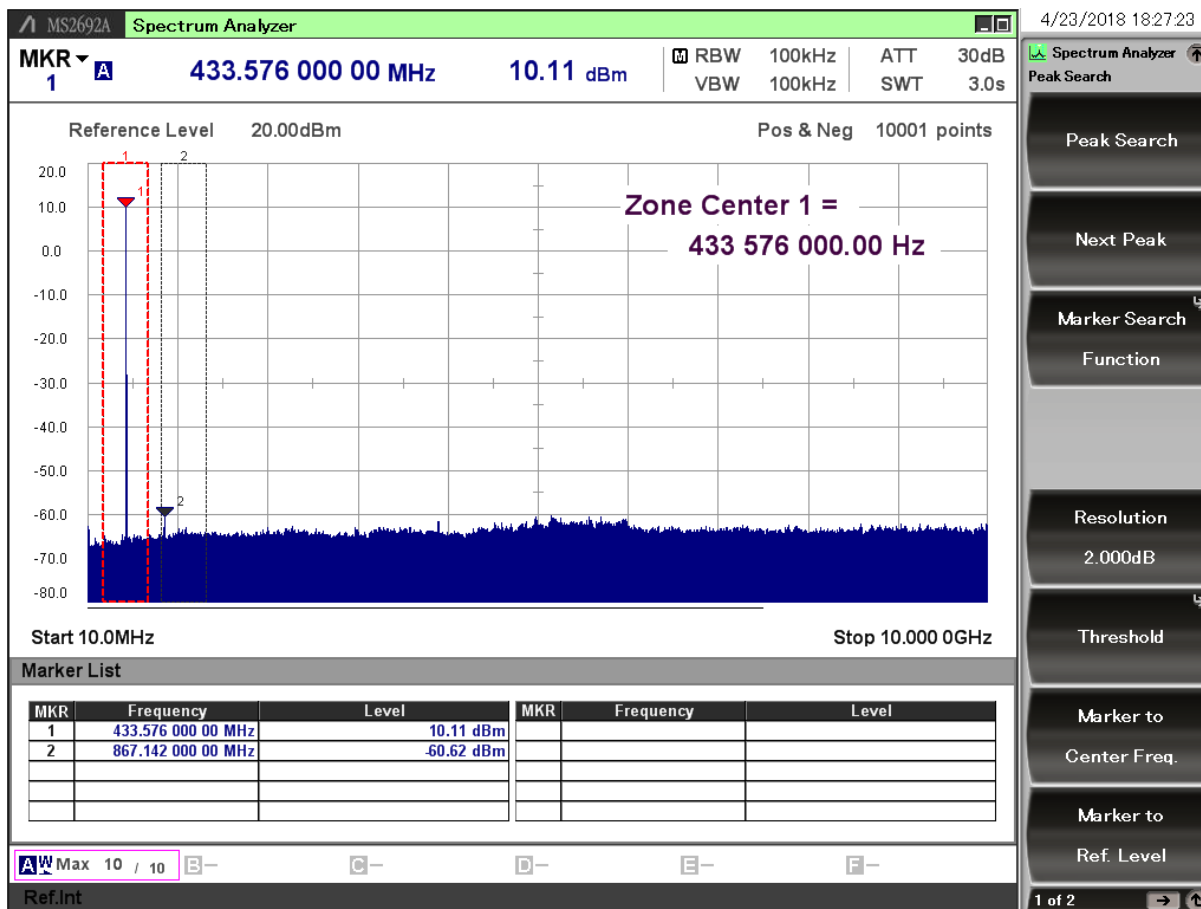 MS2692A Spectrum Analyzer
4/23/2018 18:27:23
MKR 1 A 433.576 000 00 MHz 10.11 dBm
M RBW 100kHz ATT 30dB
VBW 100kHz SWT 3.0s
Reference Level 20.00dBm Pos & Neg 10001 points
1 2
20.0
10.0
0.0
-10.0
-20.0
-30.0
-40.0
-50.0
-60.0
-70.0
-80.0
1
2
Zone Center 1 =
433 576 000.00 Hz
Start 10.0MHz Stop 10.000 0GHz
Marker List
MKR Frequency Level MKR Frequency Level
1 433.576 000 00 MHz 10.11 dBm
2 867.142 000 00 MHz -60.62 dBm
A W Max 10 / 10 B- C- D- E- F-
Ref.Int
Spectrum Analyzer
Peak Search
Peak Search
Next Peak
Marker Search
Function
Resolution
2.000dB
Threshold
Marker to
Center Freq.
Marker to
Ref. Level
1 of 2